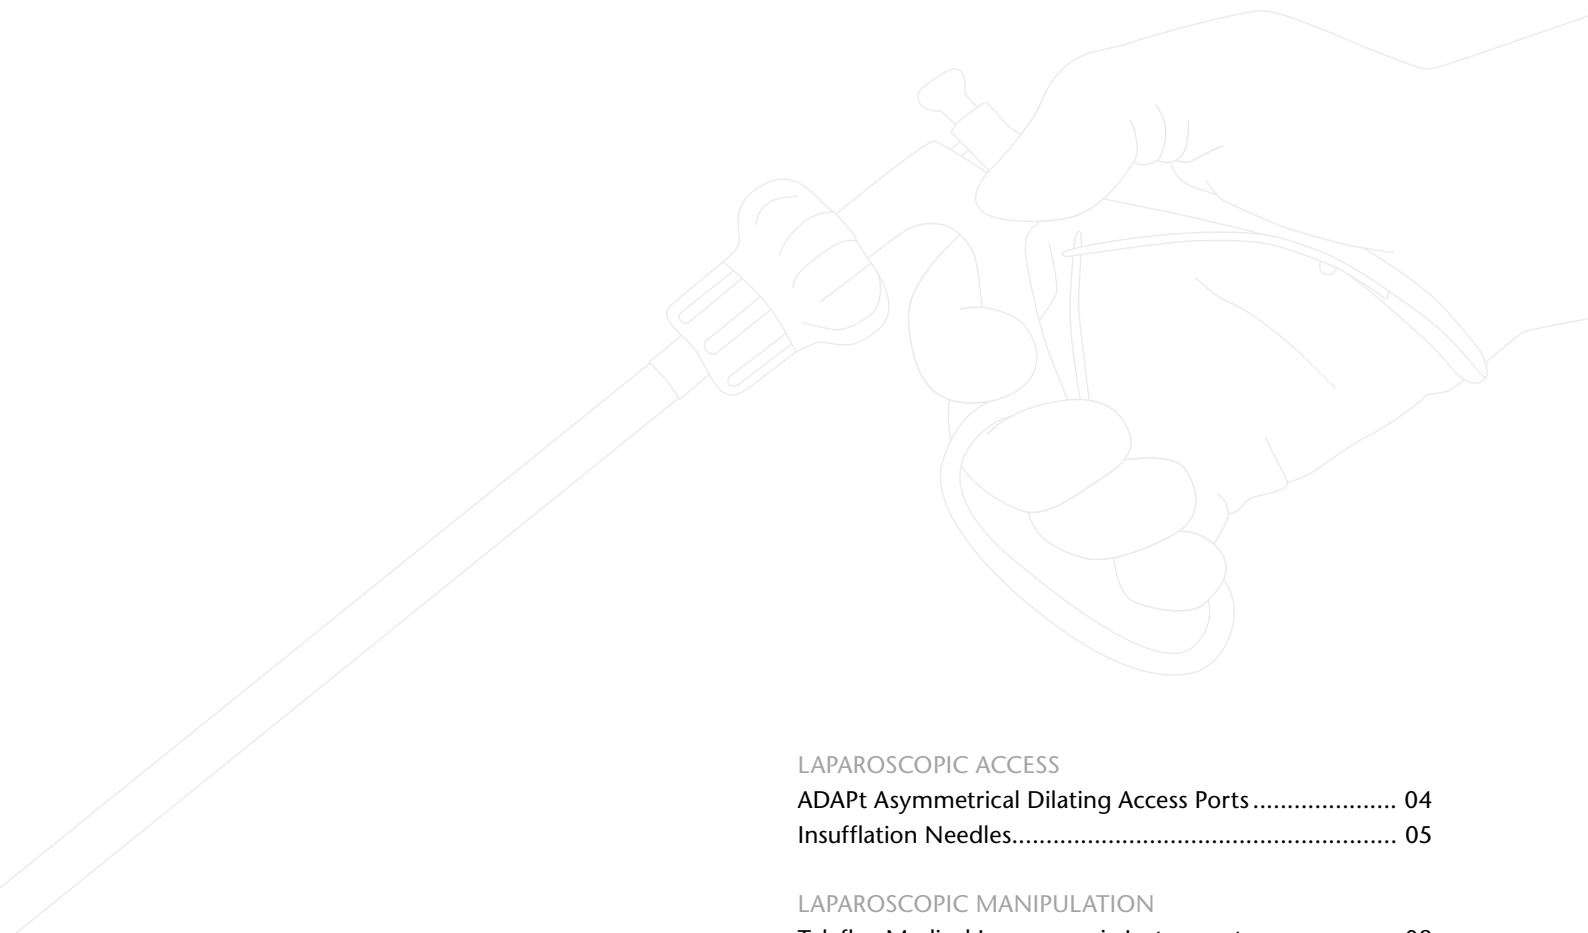 LAPAROSCOPIC ACCESS
ADAPt Asymmetrical Dilating Access Ports..................... 04
Insufflation Needles........................................................ 05
LAPAROSCOPIC MANIPULATION